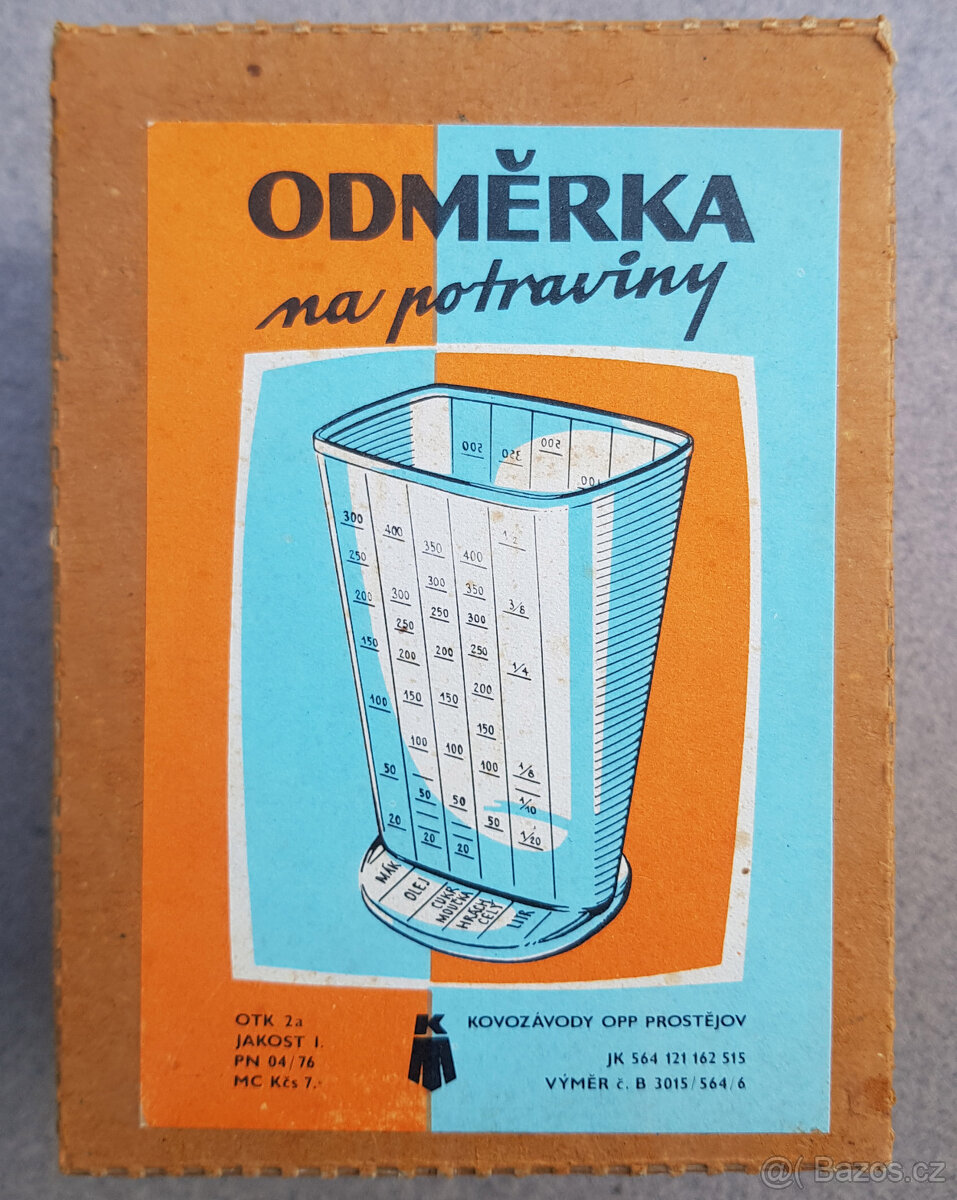 ODMĚRKA
na potraviny
200 350 500
300 400 350 400 1/2
250 300 350 3/8
200 300 250 300
150 250 200 250 1/4
200 150 200
100 150 100 150
100 100 1/8
50 50 50 50 1/10
20 20 20 1/20
MÁK
OLEJ
CUKR
MOUČKA
HRÁCH
CELÝ
LITR
OTK 2a
JAKOST I.
PN 04/76
MC Kčs 7.-
K
KOVOZÁVODY OPP PROSTĚJOV
JK 564 121 162 515
VÝMĚR č. B 3015/564/6
@( Bazos.cz